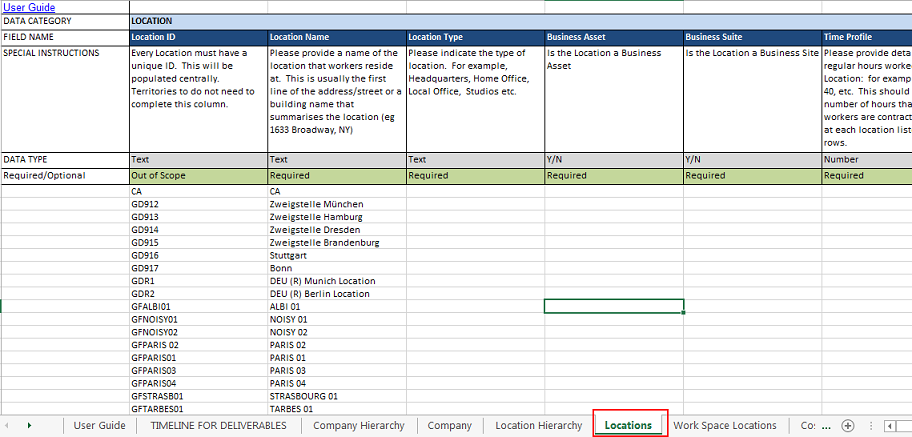 User Guide
DATA CATEGORY LOCATION
FIELD NAME Location ID Location Name Location Type Business Asset Business Suite Time Profile
SPECIAL INSTRUCTIONS Every Location must have a Please provide a name of the Please indicate the type of Is the Location a Business Is the Location a Business Site Please provide deta
unique ID. This will be location that workers reside location. For example, Asset regular hours worke
populated centrally. at. This is usually the first Headquarters, Home Office, Location: for examp
Territories to do not need to line of the address/street or a Local Office, Studios etc. 40, etc. This should
complete this column. building name that number of hours tha
summarises the location (eg workers are contract
1633 Broadway, NY) at each location list
rows.
DATA TYPE Text Text Text Y/N Y/N Number
Required/Optional Out of Scope Required Required Required Required Required
CA CA
GD912 Zweigstelle München
GD913 Zweigstelle Hamburg
GD914 Zweigstelle Dresden
GD915 Zweigstelle Brandenburg
GD916 Stuttgart
GD917 Bonn
GDR1 DEU (R) Munich Location
GDR2 DEU (R) Berlin Location
GFALBI01 ALBI 01
GFNOISY01 NOISY 01
GFNOISY02 NOISY 02
GFPARIS 02 PARIS 02
GFPARIS01 PARIS 01
GFPARIS03 PARIS 03
GFPARIS04 PARIS 04
GFSTRASB01 STRASBOURG 01
GFTARBES01 TARBES 01
User Guide TIMELINE FOR DELIVERABLES Company Hierarchy Company Location Hierarchy Locations Work Space Locations Co: ...